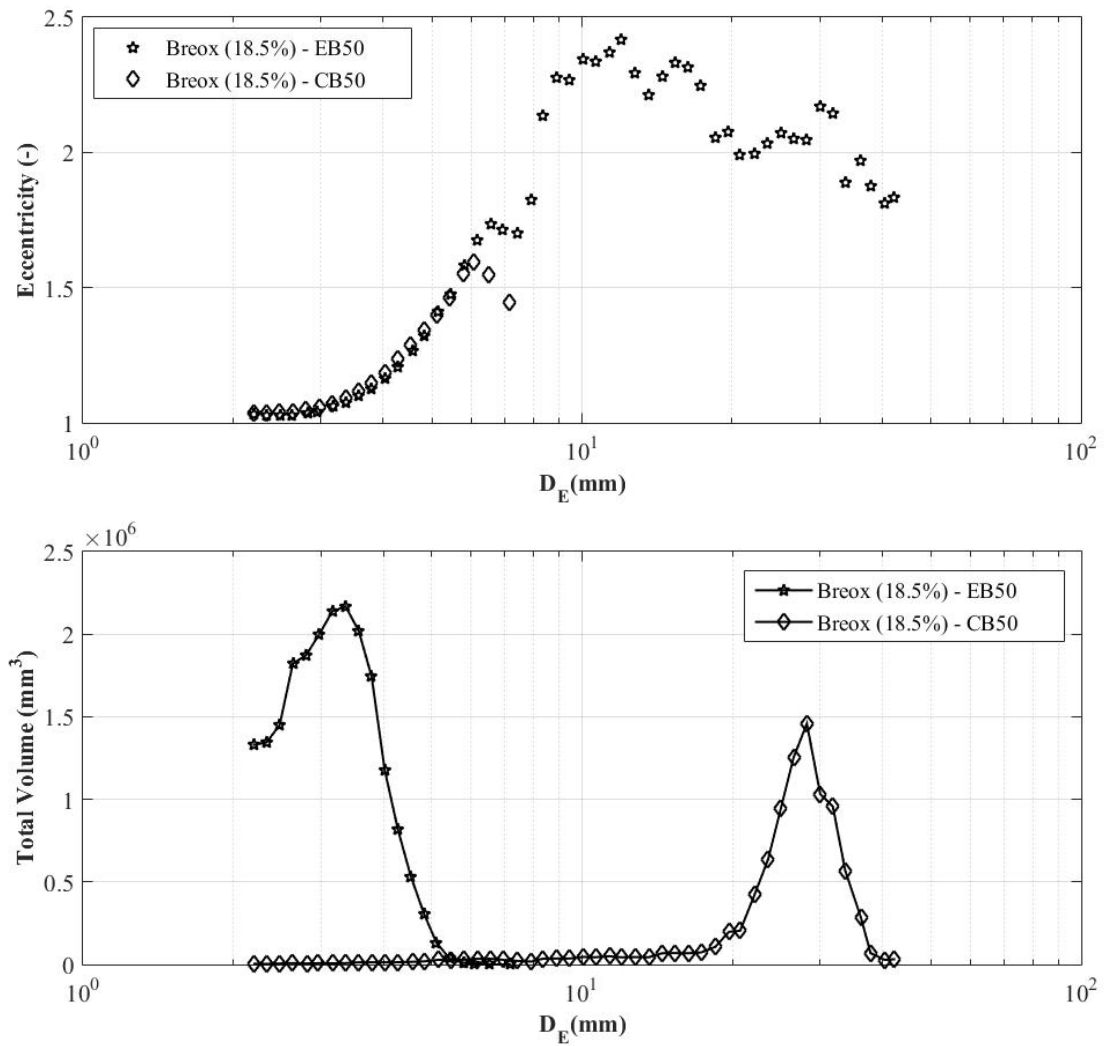 2.5
Breox (18.5%) - EB50
Breox (18.5%) - CB50
2
Eccentricity (-)
1.5
1
10^0
10^1
10^2
D_E(mm)
×10^6
2.5
Breox (18.5%) - EB50
Breox (18.5%) - CB50
2
1.5
Total Volume (mm^3)
1
0.5
0
10^0
10^1
10^2
D_E(mm)